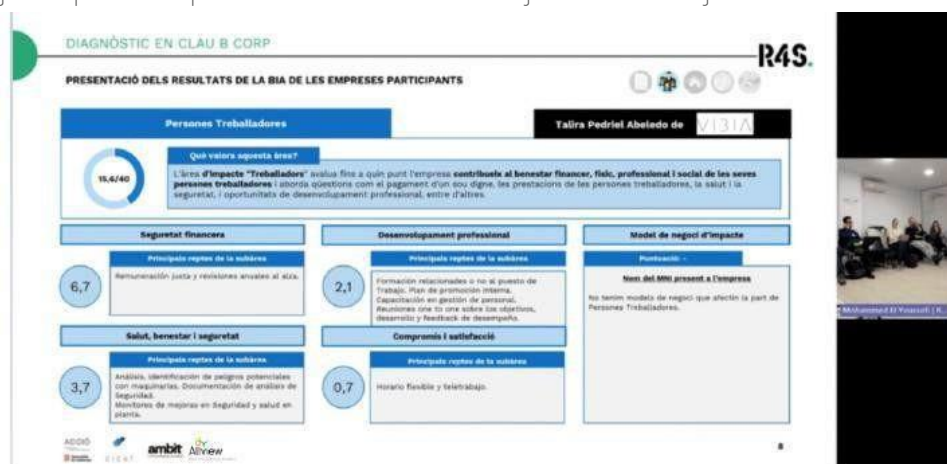 DIAGNÒSTIC EN CLAU B CORP
R4S.
PRESENTACIÓ DELS RESULTATS DE LA BIA DE LES EMPRESES PARTICIPANTS
Persones Treballadores
Talira Pedriel Abeledo de VIBIA
15,6/40
Què valora aquesta àrea?
L'àrea d'impacte "Treballadors" avalua fins a quin punt l'empresa contribueix al benestar financer, físic, professional i social de les seves
persones treballadores i aborda qüestions com el pagament d'un sou digne, les prestacions de les persones treballadores, la salut i la
seguretat, i oportunitats de desenvolupament professional, entre d'altres.
Seguretat financera
Principals reptes de la subàrea
6,7
Remuneración justa y revisiones anuales al alza.
Desenvolupament professional
Principals reptes de la subàrea
2,1
Formación relacionades o no al puesto de
Trabajo. Plan de promoción interna.
Capacitación en gestión de personal.
Reuniones one to one sobre los objetivos,
desarrollo y feedback de desempeño.
Model de negoci d'impacte
Puntuació: -
Nom del MNI present a l'empresa
No tenim models de negoci que afectin la part de
Persones Treballadores.
Salut, benestar i seguretat
Principals reptes de la subàrea
3,7
Análisis, identificación de peligros potenciales
con maquinarias. Documentación de análisis de
Seguridad.
Monitoreo de mejoras en Seguridad y salud en
planta.
Compromís i satisfacció
Principals reptes de la subàrea
0,7
Horario flexible y teletrabajo.
ACCIÓ
CICAT
ambit
Allview
8
Mohammed El Youssfi | R...